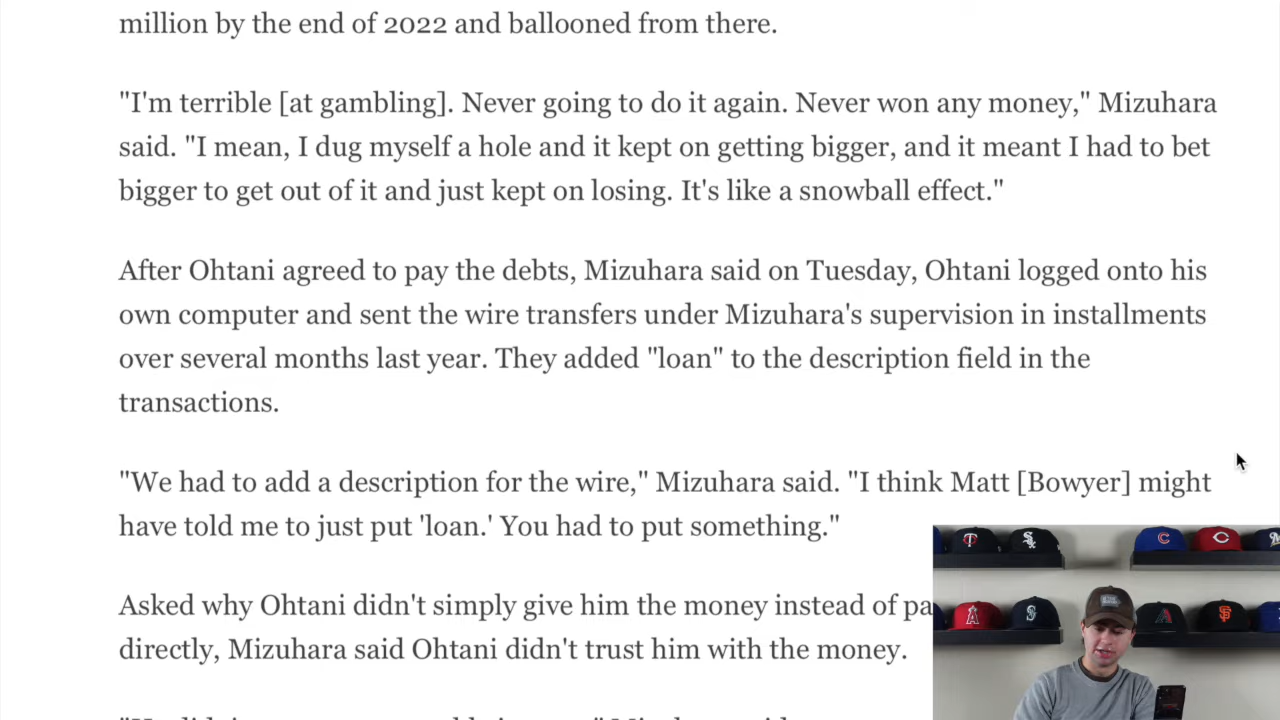 million by the end of 2022 and ballooned from there.
"I'm terrible [at gambling]. Never going to do it again. Never won any money," Mizuhara
said. "I mean, I dug myself a hole and it kept on getting bigger, and it meant I had to bet
bigger to get out of it and just kept on losing. It's like a snowball effect."
After Ohtani agreed to pay the debts, Mizuhara said on Tuesday, Ohtani logged onto his
own computer and sent the wire transfers under Mizuhara's supervision in installments
over several months last year. They added "loan" to the description field in the
transactions.
"We had to add a description for the wire," Mizuhara said. "I think Matt [Bowyer] might
have told me to just put 'loan.' You had to put something."
Asked why Ohtani didn't simply give him the money instead of pa
directly, Mizuhara said Ohtani didn't trust him with the money.